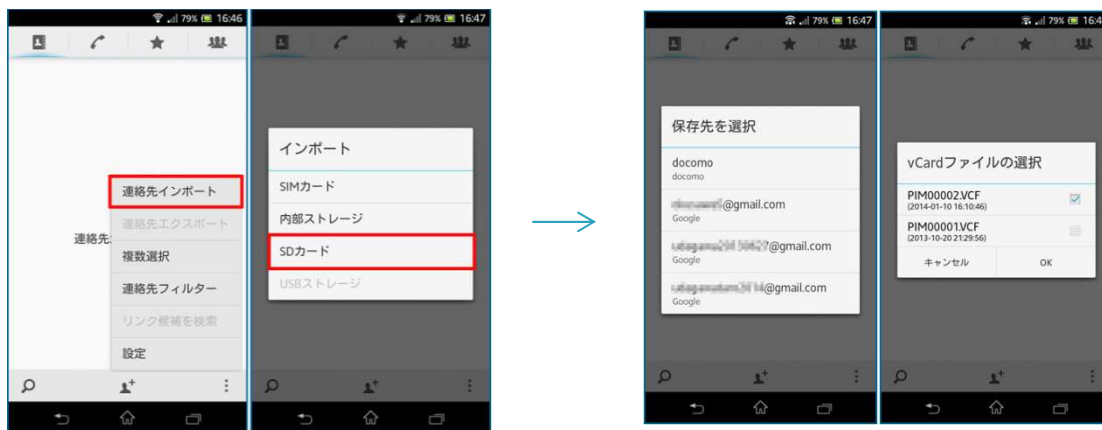 79% 16:46
連絡先
連絡先インポート
連絡先エクスポート
複数選択
連絡先フィルター
リンク候補を検索
設定
79% 16:47
インポート
SIMカード
内部ストレージ
SDカード
USBストレージ
79% 16:47
保存先を選択
docomo
docomo
@gmail.com
Google
@gmail.com
Google
@gmail.com
Google
79% 16:4
vCardファイルの選択
PIM00002.VCF
(2014-01-10 16:10:46)
PIM00001.VCF
(2013-10-20 21:29:56)
キャンセル
OK